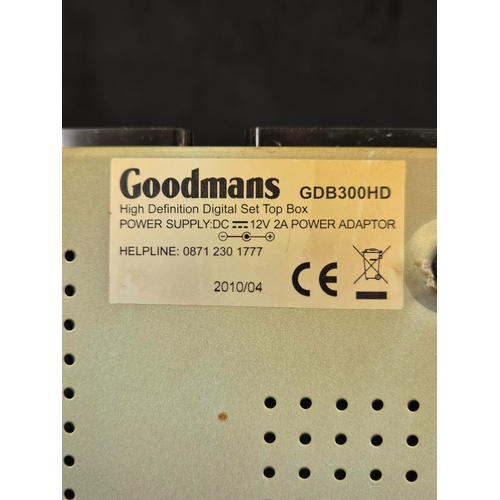 Goodmans GDB300HD
High Definition Digital Set Top Box
POWER SUPPLY:DC 12V 2A POWER ADAPTOR
HELPLINE: 0871 230 1777
2010/04
CE